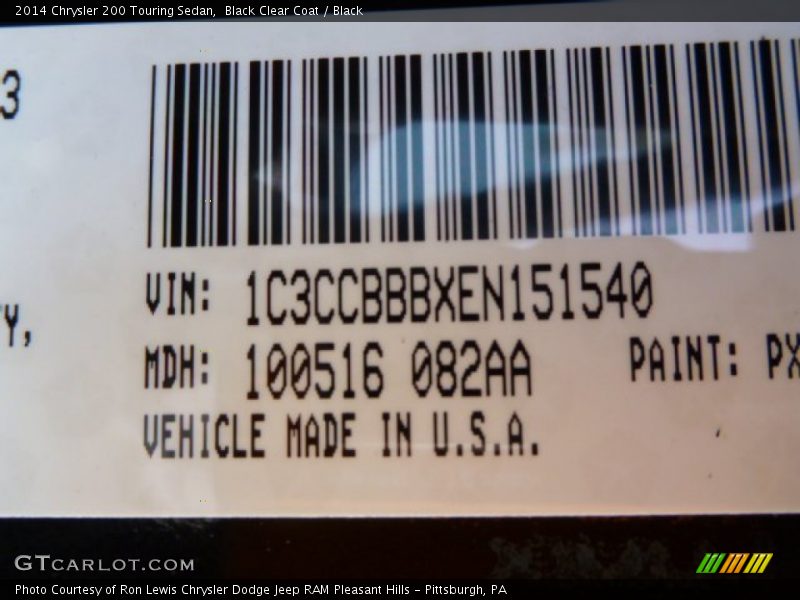 2014 Chrysler 200 Touring Sedan,  Black Clear Coat / Black
3
VIN: 1C3CCBBBXEN151540
Y,
MDH: 100516 082AA PAINT: PX
VEHICLE MADE IN U.S.A.
GTCARLOT.COM
Photo Courtesy of Ron Lewis Chrysler Dodge Jeep RAM Pleasant Hills - Pittsburgh, PA